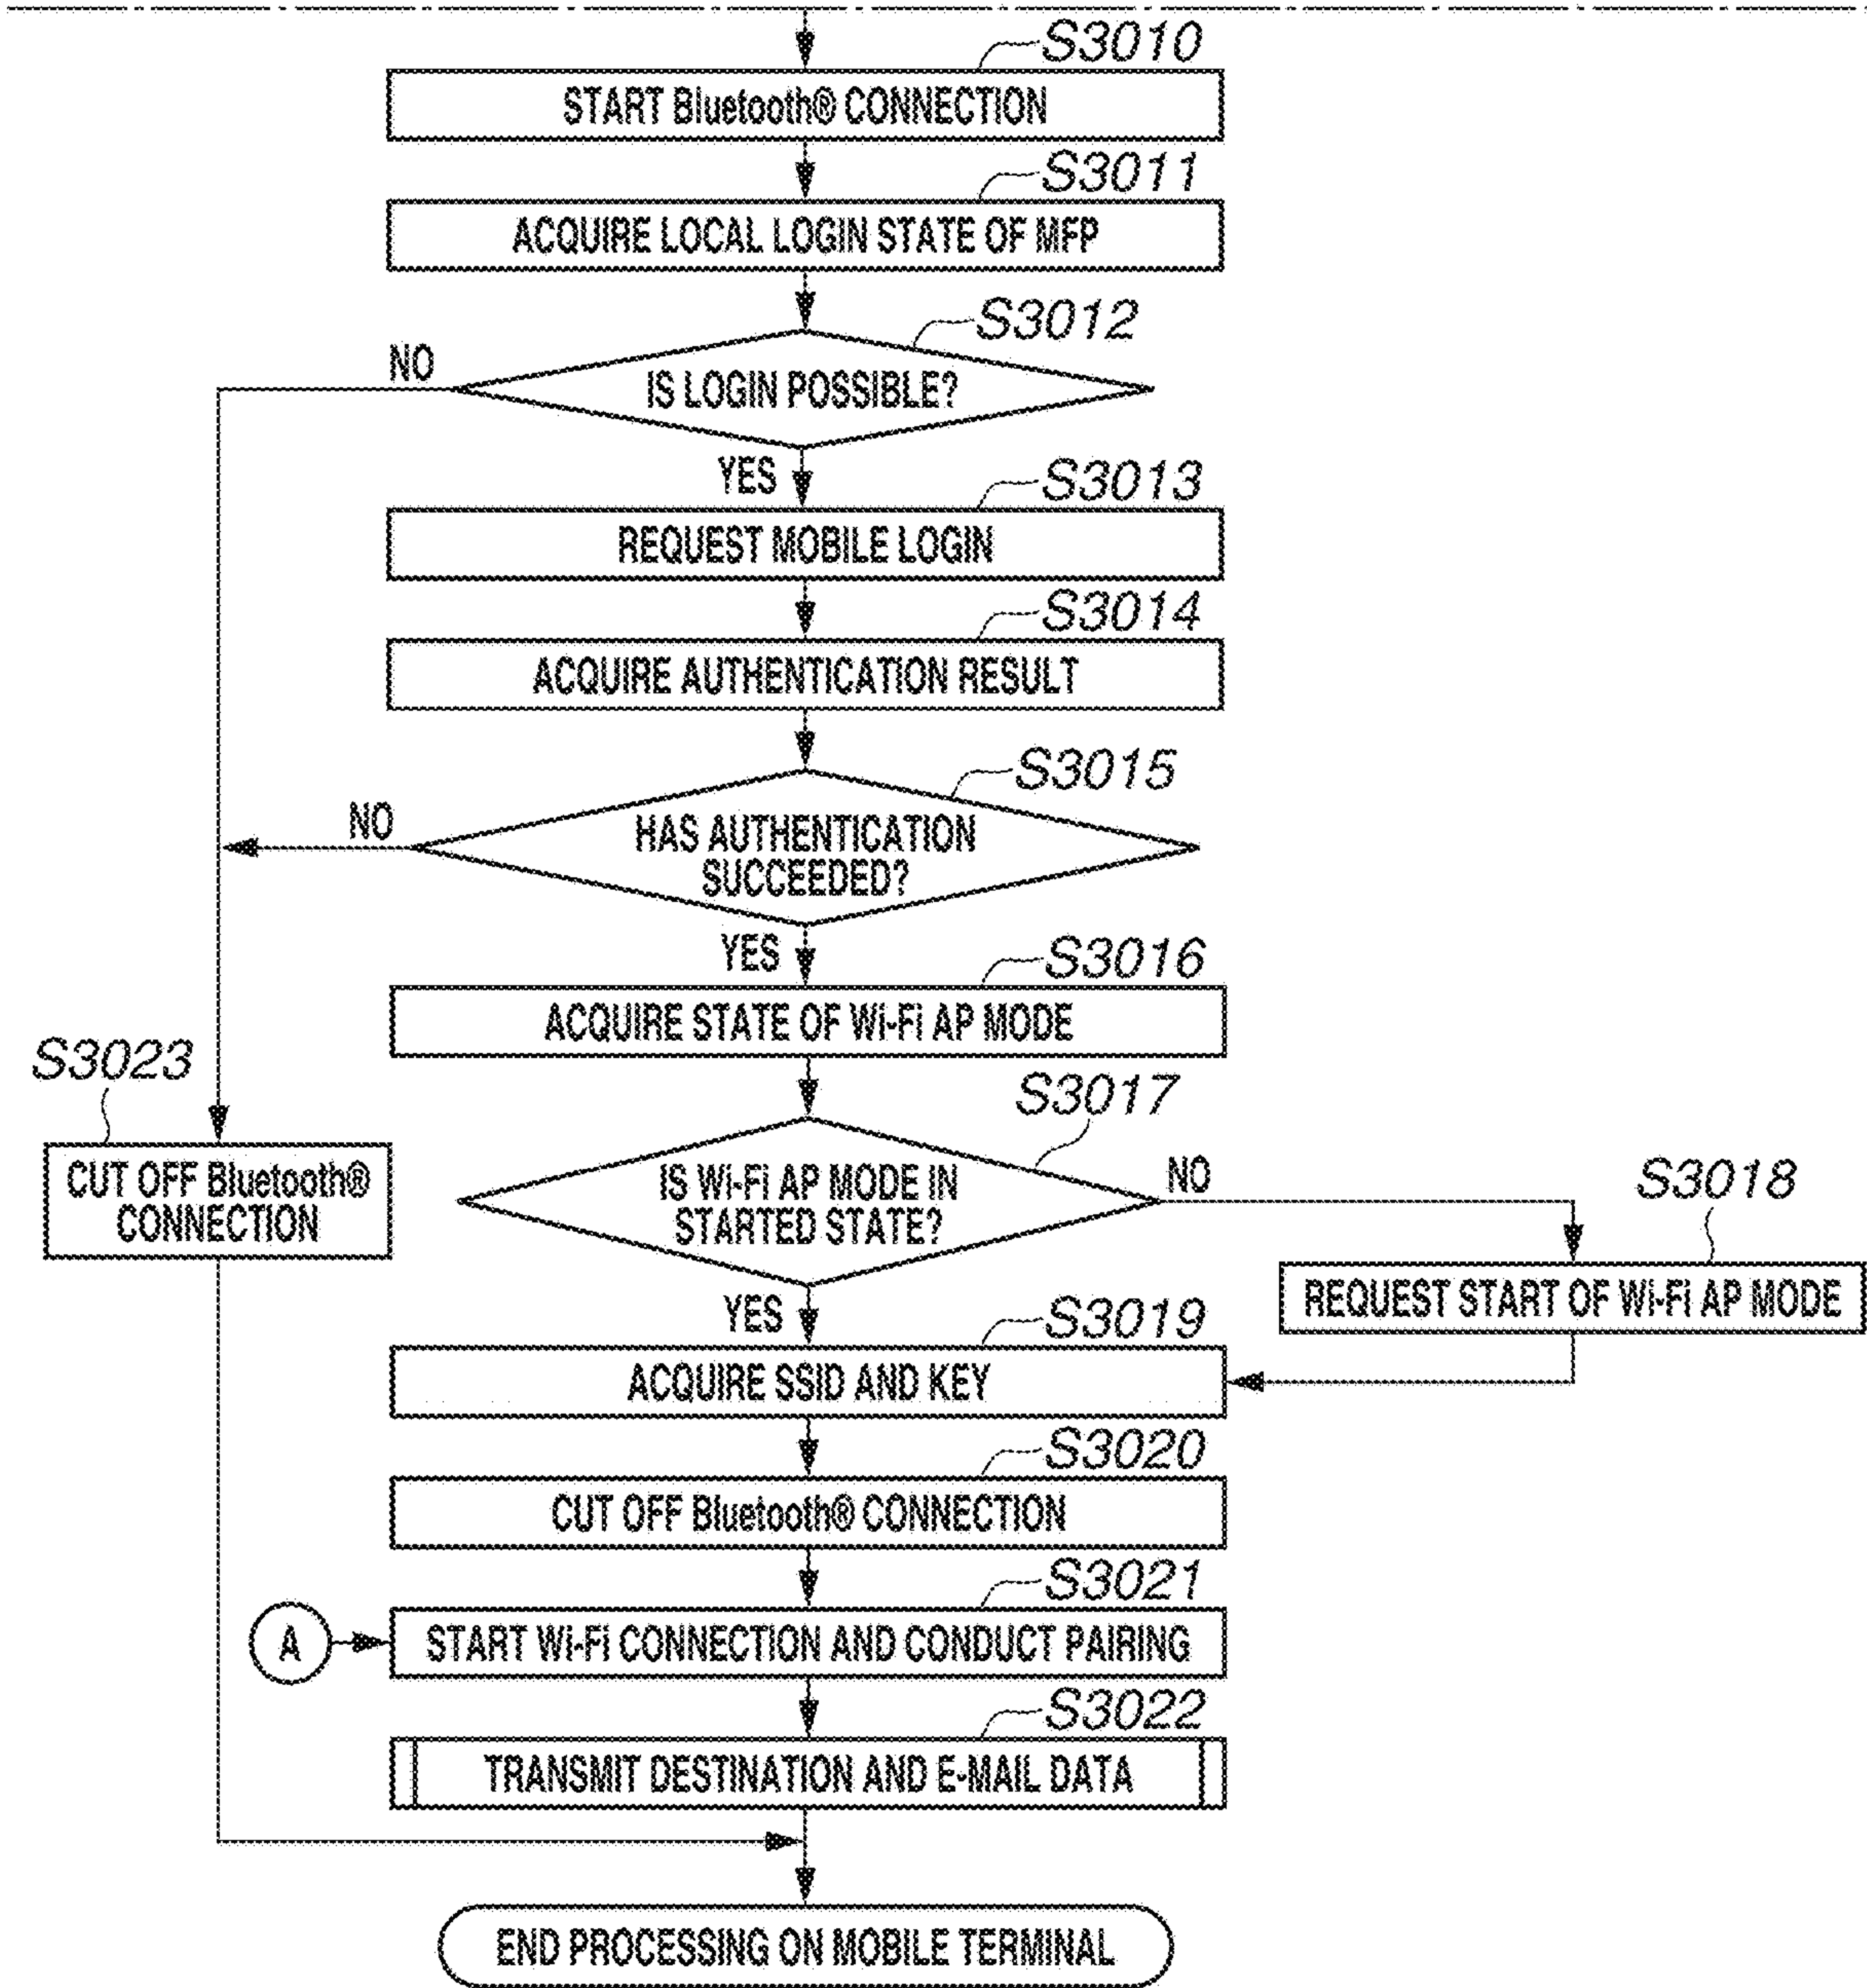 S3010
START Bluetooth® CONNECTION
S3011
ACQUIRE LOCAL LOGIN STATE OF MFP
S3012
NO
IS LOGIN POSSIBLE?
YES
S3013
REQUEST MOBILE LOGIN
S3014
ACQUIRE AUTHENTICATION RESULT
S3015
NO
HAS AUTHENTICATION
SUCCEEDED?
YES
S3016
ACQUIRE STATE OF Wi-Fi AP MODE
S3023
CUT OFF Bluetooth®
CONNECTION
S3017
IS Wi-Fi AP MODE IN
STARTED STATE?
NO
S3018
REQUEST START OF Wi-Fi AP MODE
YES
S3019
ACQUIRE SSID AND KEY
S3020
CUT OFF Bluetooth® CONNECTION
S3021
A
START Wi-Fi CONNECTION AND CONDUCT PAIRING
S3022
TRANSMIT DESTINATION AND E-MAIL DATA
END PROCESSING ON MOBILE TERMINAL